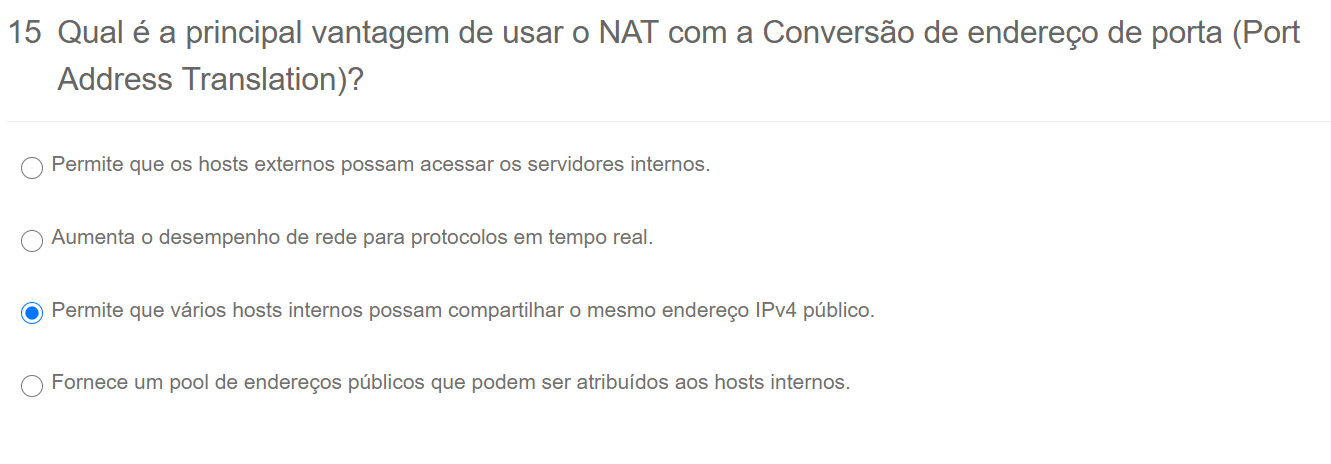 15 Qual é a principal vantagem de usar o NAT com a Conversão de endereço de porta (Port
Address Translation)?
Permite que os hosts externos possam acessar os servidores internos.
Aumenta o desempenho de rede para protocolos em tempo real.
Permite que vários hosts internos possam compartilhar o mesmo endereço IPv4 público.
Fornece um pool de endereços públicos que podem ser atribuídos aos hosts internos.